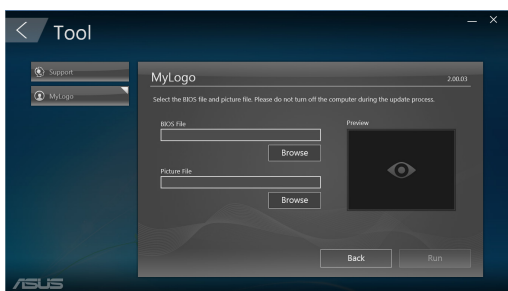 Tool
Support
MyLogo
MyLogo
2.00.03
Select the BIOS file and picture file. Please do not turn off the computer during the update process.
BIOS File
Preview
Browse
Picture File
Browse
Back
Run
ASUS